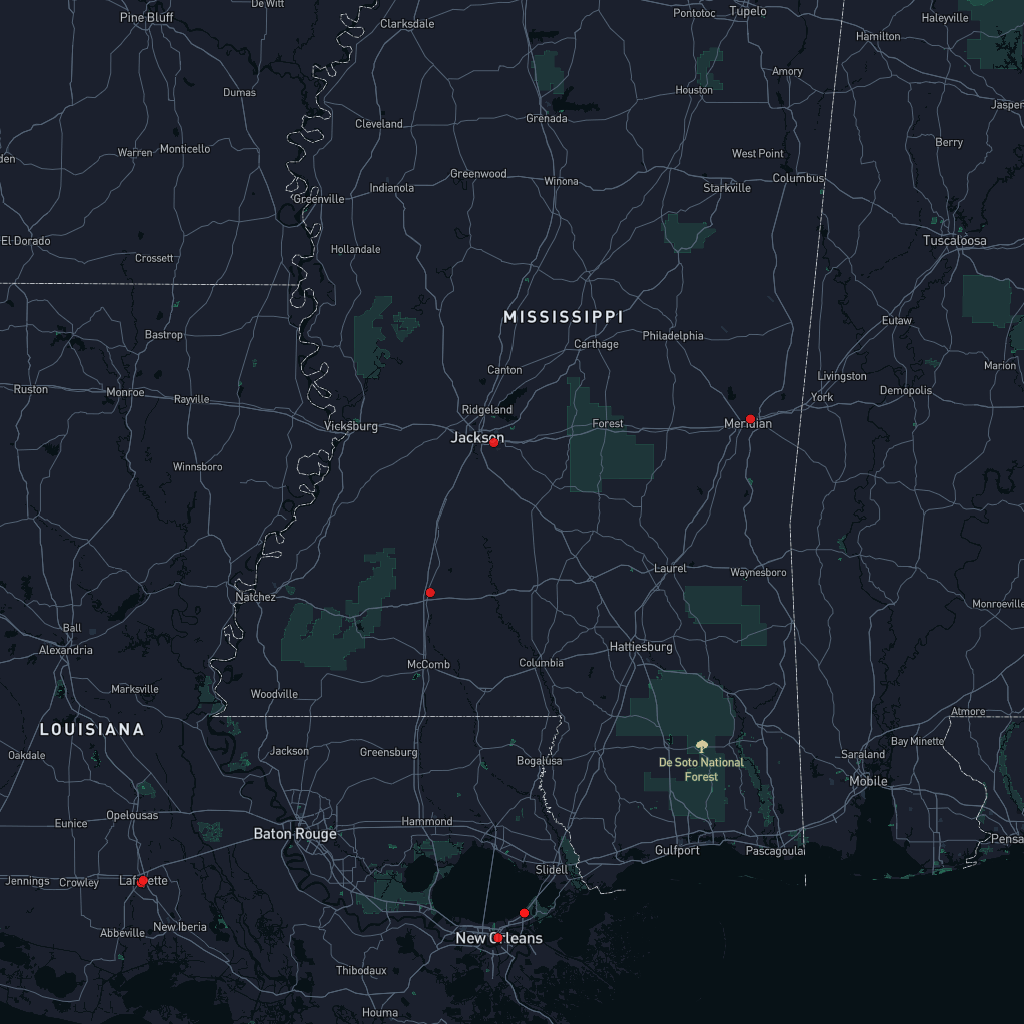 De Witt
Pine Bluff
Clarksdale
Pontotoc
Tupelo
Haleyville
Hamilton
Amory
Dumas
Houston
Jasper
Cleveland
Grenada
Berry
Warren
Monticello
den
West Point
Greenwood
Winona
Columbus
Indianola
Starkville
Greenville
El Dorado
Hollandale
Tuscaloosa
Crossett
MISSISSIPPI
Eutaw
Bastrop
Philadelphia
Carthage
Canton
Marion
Livingston
Ruston
Monroe
Rayville
Demopolis
York
Ridgeland
Vicksburg
Forest
Meridian
Jackson
Winnsboro
Laurel
Waynesboro
Natchez
Monroeville
Ball
Alexandria
Hattiesburg
McComb
Columbia
Marksville
Woodville
Atmore
LOUISIANA
Bay Minette
Oakdale
Jackson
Greensburg
Bogalusa
De Soto National
Forest
Saraland
Mobile
Opelousas
Eunice
Hammond
Baton Rouge
Pensa
Gulfport
Pascagoula
Slidell
Jennings
Crowley
Lafayette
Abbeville
New Iberia
New Orleans
Thibodaux
Houma